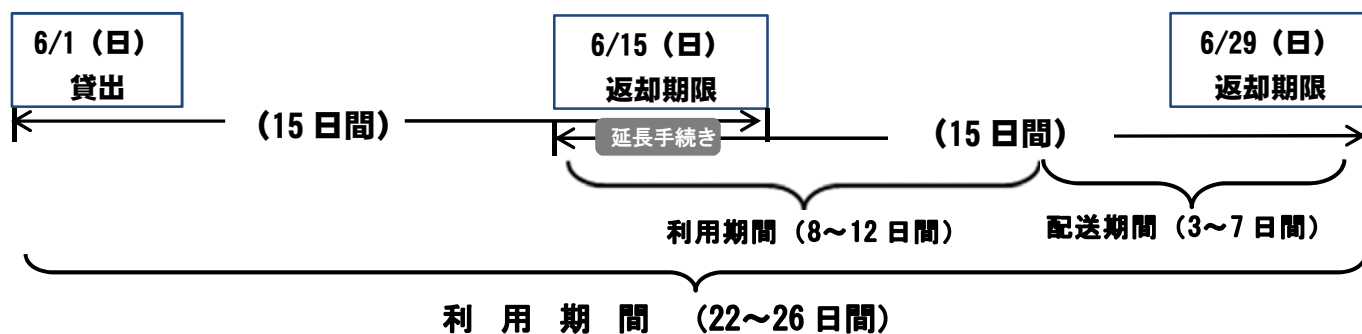 6/1（日）
貸出
6/15（日）
返却期限
6/29（日）
返却期限
（15日間）
延長手続き
（15日間）
利用期間（8～12日間）
配送期間（3～7日間）
利用期間（22～26日間）